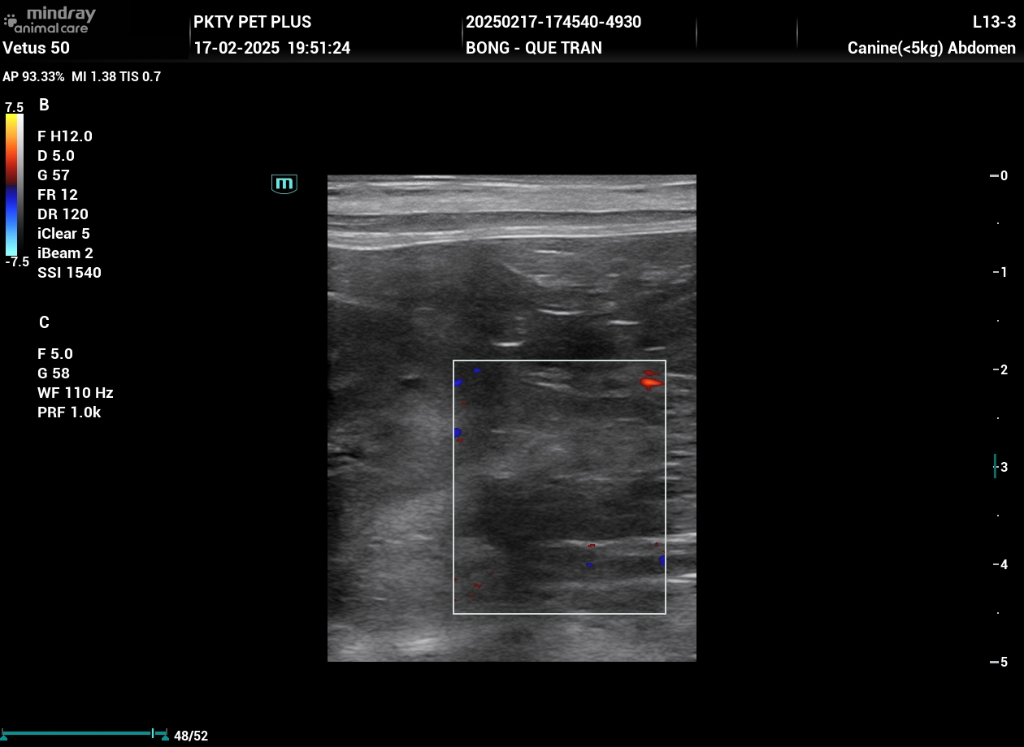 mindray
animalcare
PKTY PET PLUS
20250217-174540-4930
L13-3
Vetus 50
17-02-2025 19:51:24
BONG - QUE TRAN
Canine(<5kg) Abdomen
AP 93.33% MI 1.38 TIS 0.7
7.5
B
F H12.0
D 5.0
G 57
FR 12
DR 120
iClear 5
iBeam 2
-7.5
SSI 1540
m
C
F 5.0
G 58
WF 110 Hz
PRF 1.0k
0
1
2
3
4
5
48/52